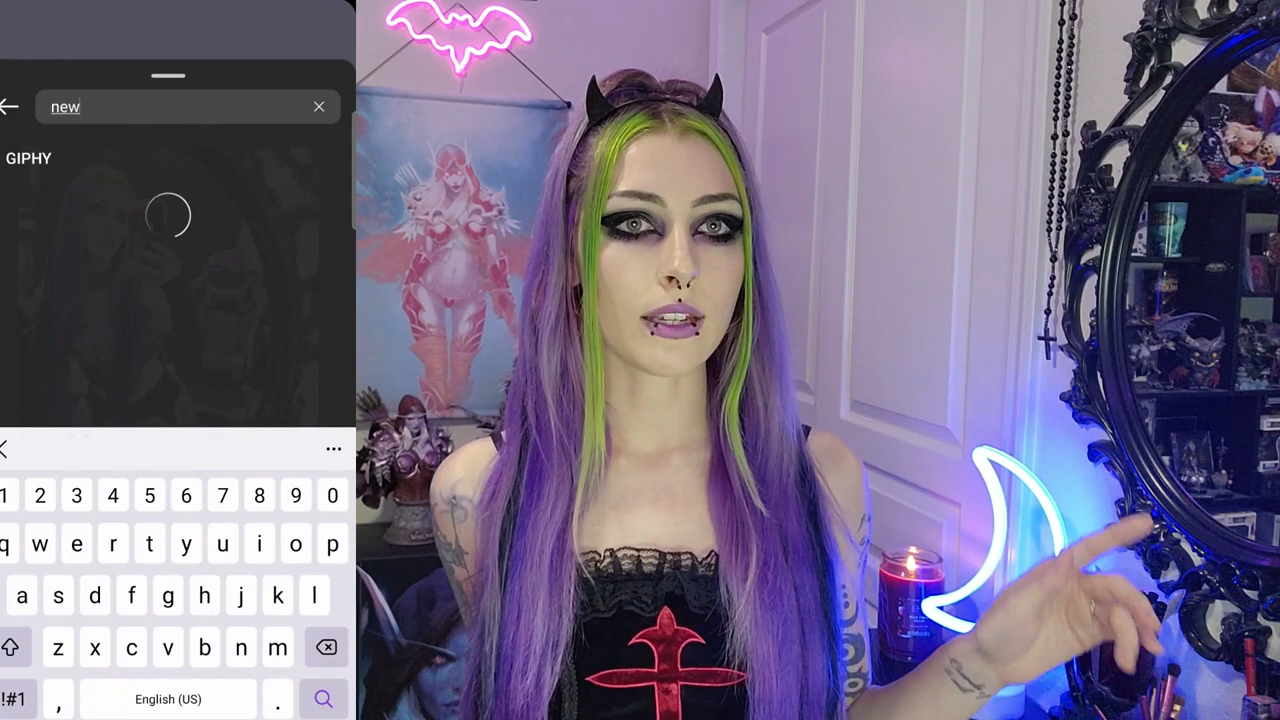 new
GIPHY
1 2 3 4 5 6 7 8 9 0
q w e r t y u i o p
a s d f g h j k l
z x c v b n m
!#1 , English (US) .